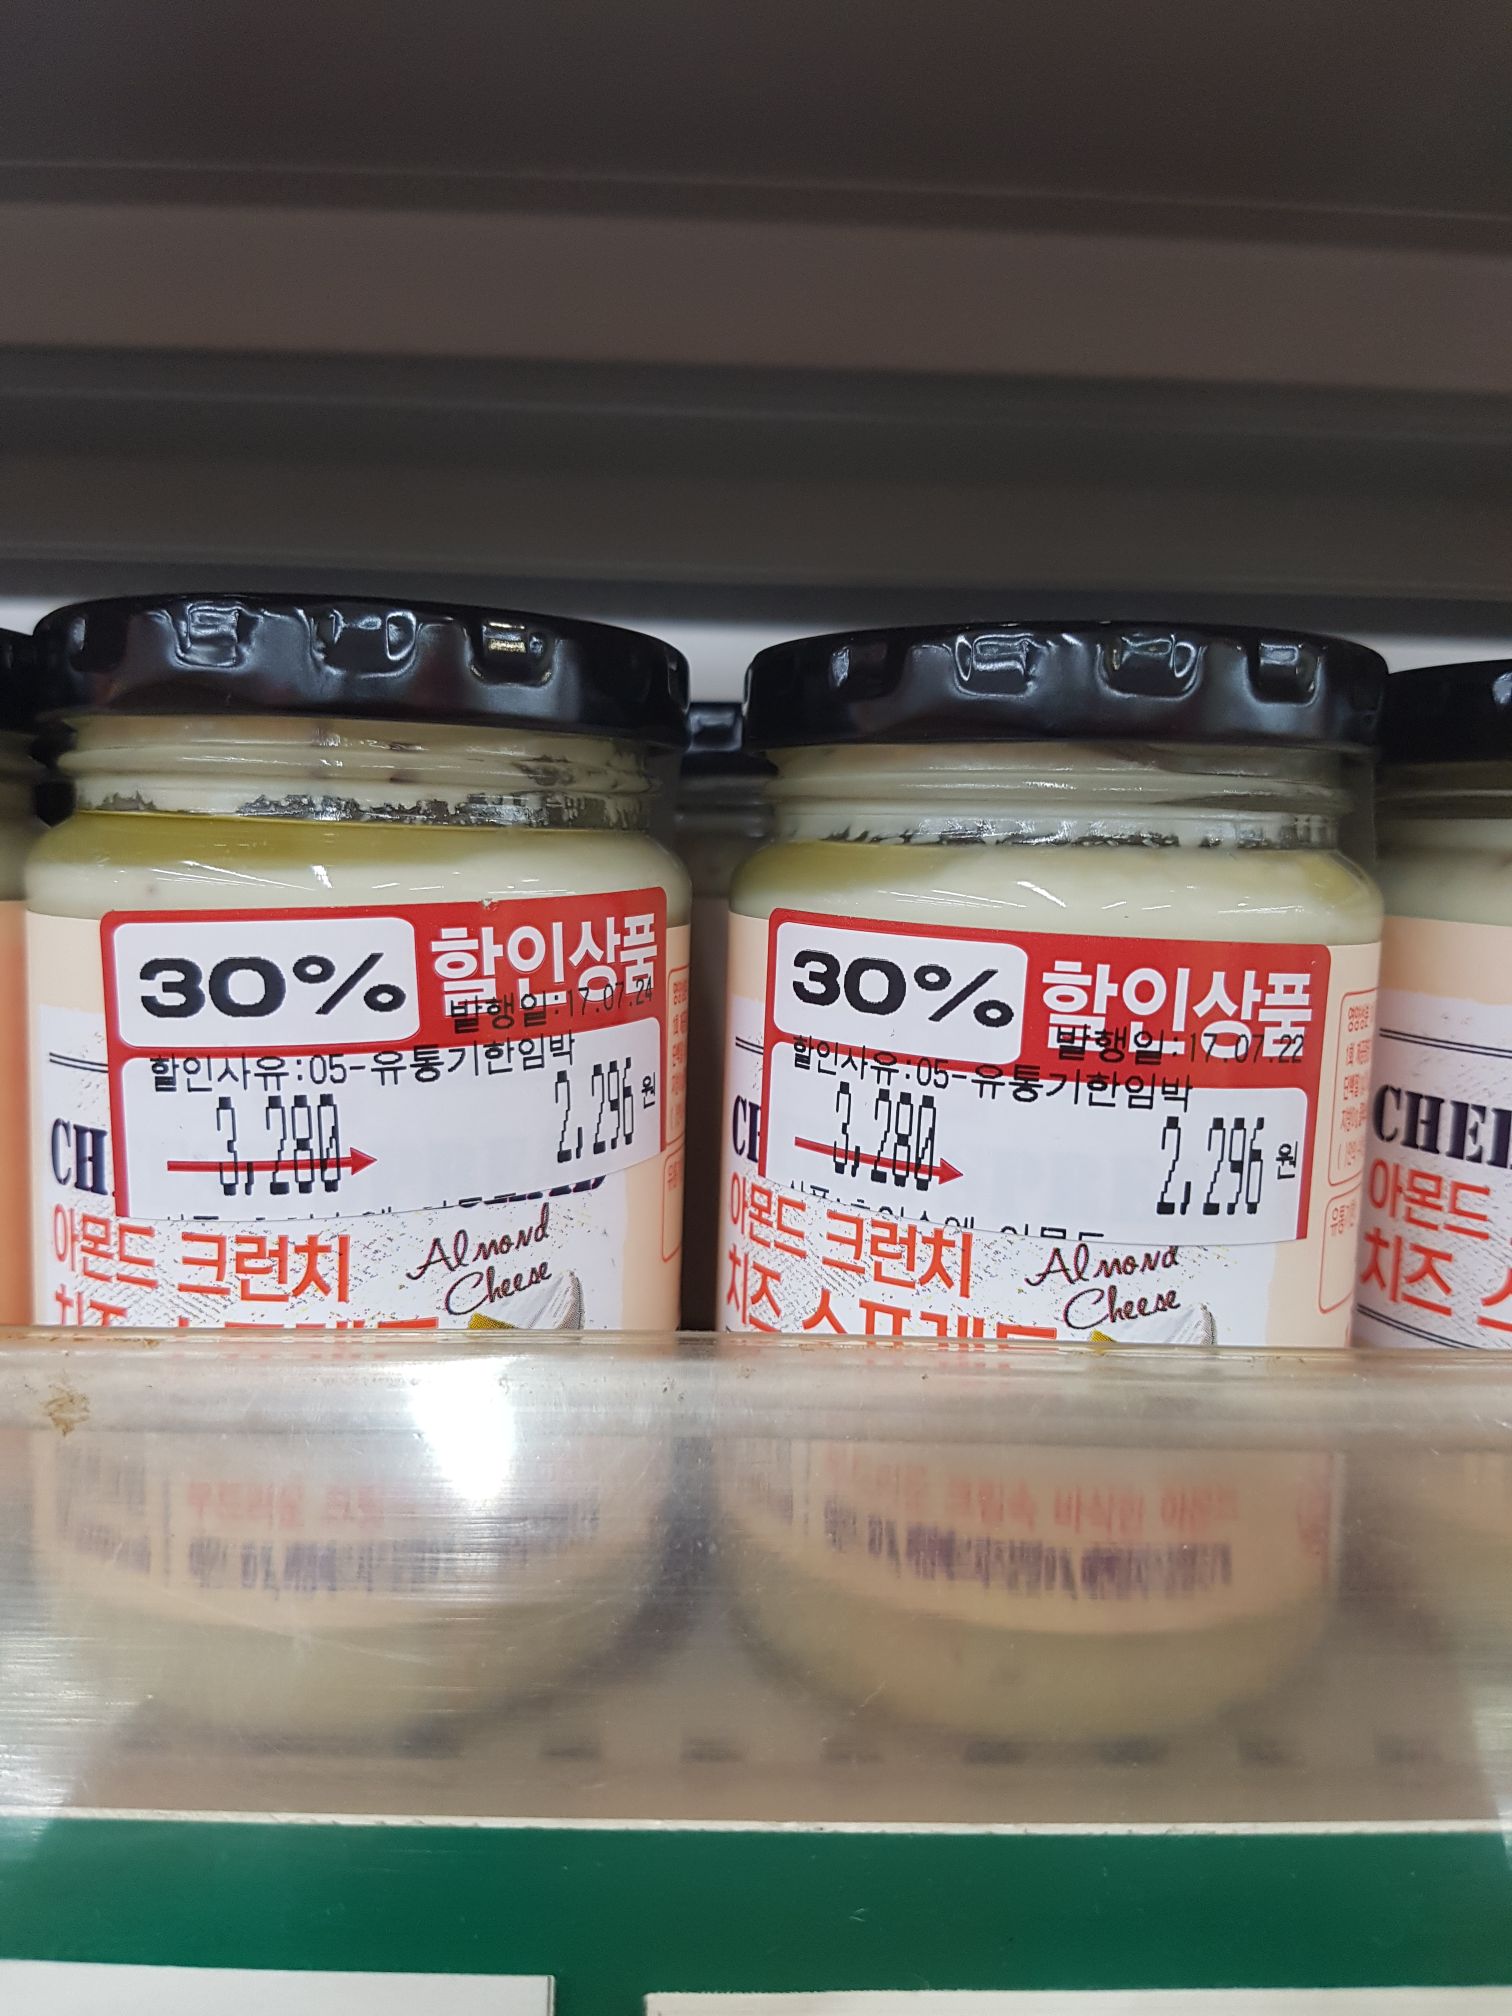 30% 할인상품
발행일:17.07.24
할인사유:05-유통기한임박
3,280
2,296 원
CH
아몬드 크런치
Almond
Cheese
30% 할인상품
발행일:17.07.22
할인사유:05-유통기한임박
3,280
2,296 원
아몬드 크런치
치즈 스프레드
Almond
Cheese
아몬드
치즈